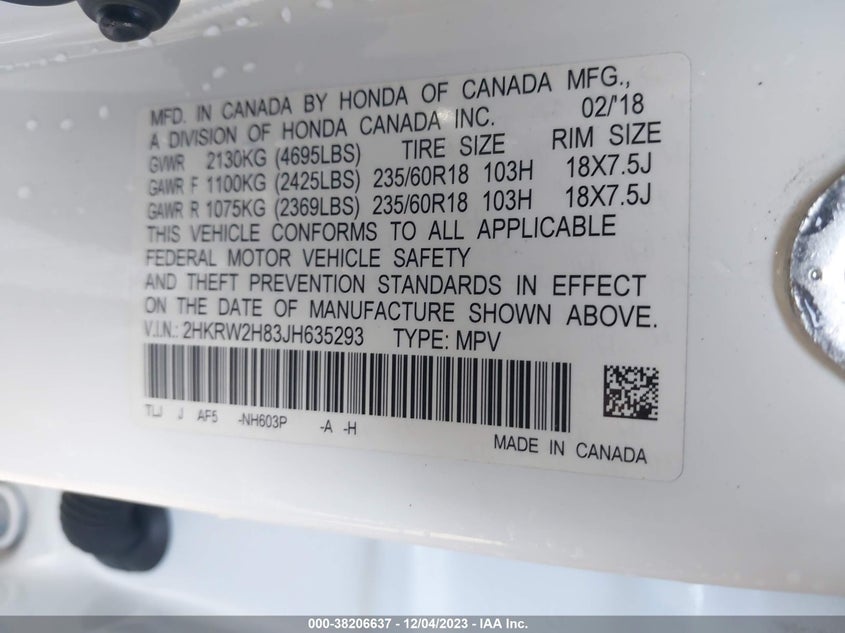 MFD. IN CANADA BY HONDA OF CANADA MFG.,
A DIVISION OF HONDA CANADA INC. 02/'18
GVWR 2130KG (4695LBS) TIRE SIZE RIM SIZE
GAWR F 1100KG (2425LBS) 235/60R18 103H 18X7.5J
GAWR R 1075KG (2369LBS) 235/60R18 103H 18X7.5J
THIS VEHICLE CONFORMS TO ALL APPLICABLE
FEDERAL MOTOR VEHICLE SAFETY
AND THEFT PREVENTION STANDARDS IN EFFECT
ON THE DATE OF MANUFACTURE SHOWN ABOVE.
V.I.N.: 2HKRW2H83JH635293 TYPE: MPV
TLJ J AF5 -NH603P -A -H
MADE IN CANADA
000-38206637 - 12/04/2023 - IAA Inc.